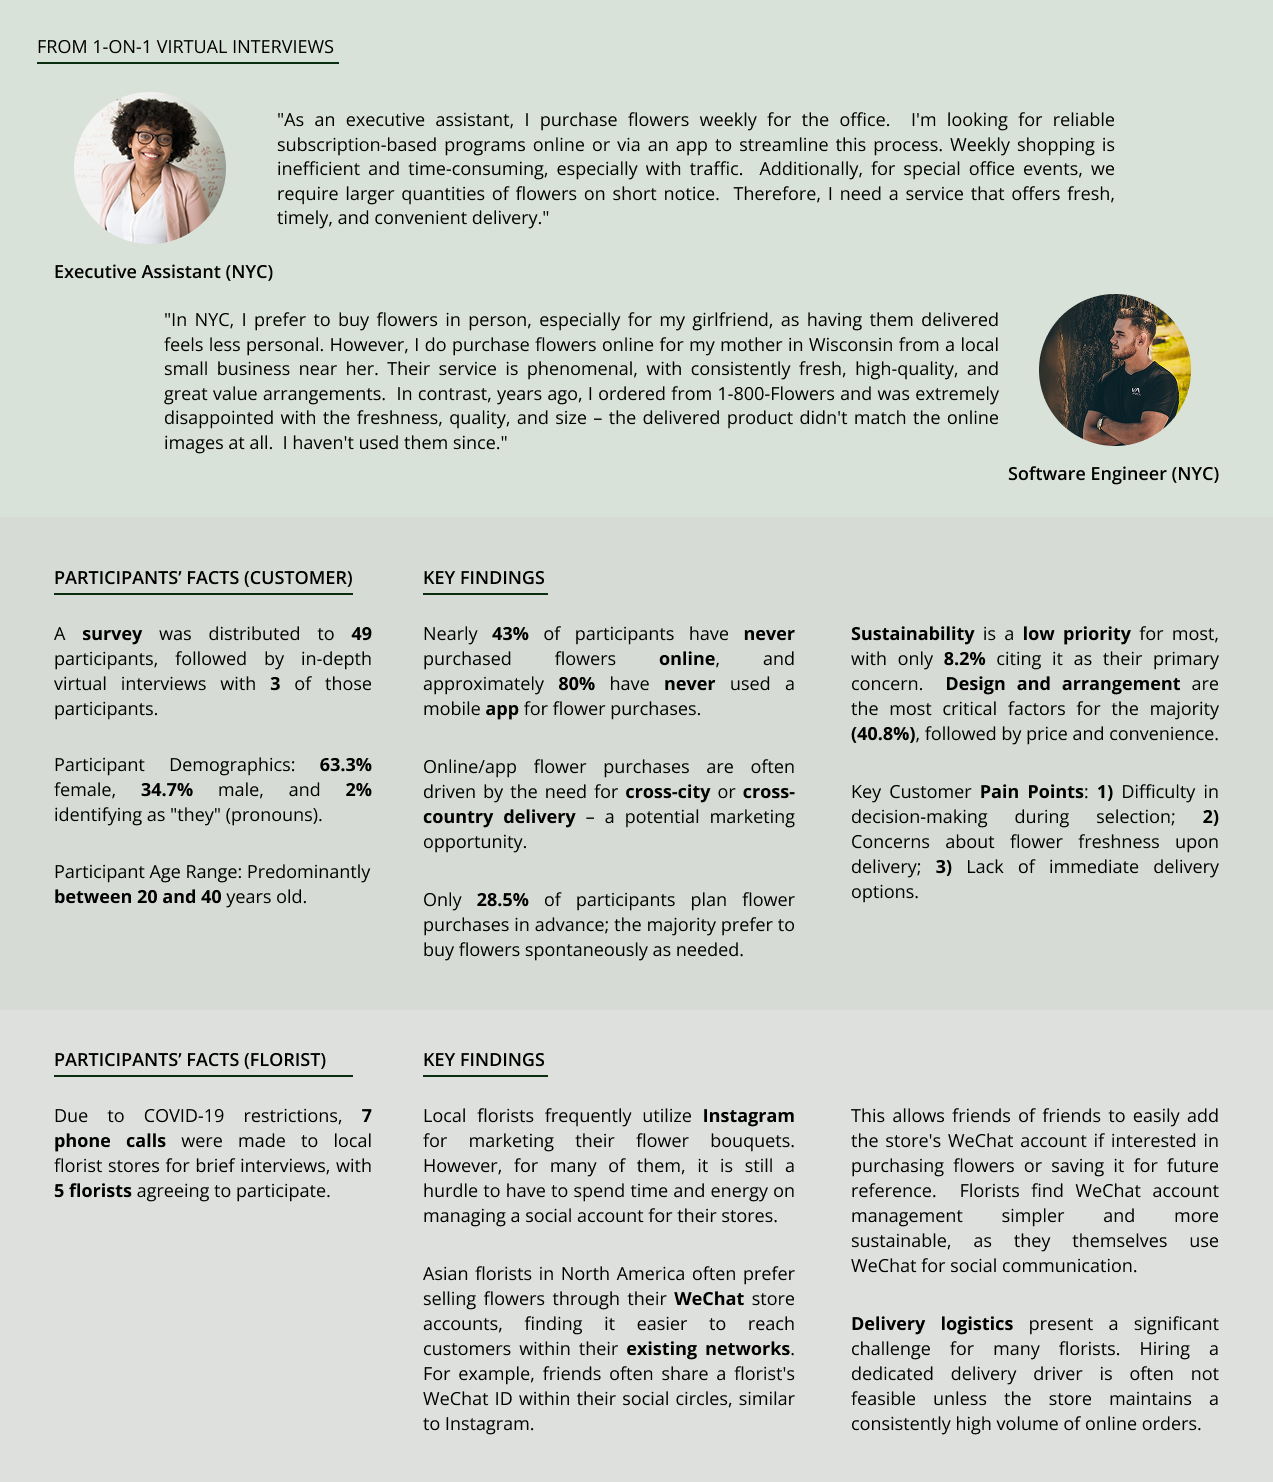 FROM 1-ON-1 VIRTUAL INTERVIEWS
"As an executive assistant, I purchase flowers weekly for the office. I'm looking for reliable
subscription-based programs online or via an app to streamline this process. Weekly shopping is
inefficient and time-consuming, especially with traffic. Additionally, for special office events, we
require larger quantities of flowers on short notice. Therefore, I need a service that offers fresh,
timely, and convenient delivery."
Executive Assistant (NYC)
"In NYC, I prefer to buy flowers in person, especially for my girlfriend, as having them delivered
feels less personal. However, I do purchase flowers online for my mother in Wisconsin from a local
small business near her. Their service is phenomenal, with consistently fresh, high-quality, and
great value arrangements. In contrast, years ago, I ordered from 1-800-Flowers and was extremely
disappointed with the freshness, quality, and size – the delivered product didn't match the online
images at all. I haven't used them since."
Software Engineer (NYC)
PARTICIPANTS’ FACTS (CUSTOMER)
A survey was distributed to 49
participants, followed by in-depth
virtual interviews with 3 of those
participants.
Participant Demographics: 63.3%
female, 34.7% male, and 2%
identifying as "they" (pronouns).
Participant Age Range: Predominantly
between 20 and 40 years old.
KEY FINDINGS
Nearly 43% of participants have never
purchased flowers online, and
approximately 80% have never used a
mobile app for flower purchases.
Online/app flower purchases are often
driven by the need for cross-city or cross-
country delivery – a potential marketing
opportunity.
Only 28.5% of participants plan flower
purchases in advance; the majority prefer to
buy flowers spontaneously as needed.
Sustainability is a low priority for most,
with only 8.2% citing it as their primary
concern. Design and arrangement are
the most critical factors for the majority
(40.8%), followed by price and convenience.
Key Customer Pain Points: 1) Difficulty in
decision-making during selection; 2)
Concerns about flower freshness upon
delivery; 3) Lack of immediate delivery
options.
PARTICIPANTS’ FACTS (FLORIST)
Due to COVID-19 restrictions, 7
phone calls were made to local
florist stores for brief interviews, with
5 florists agreeing to participate.
KEY FINDINGS
Local florists frequently utilize Instagram
for marketing their flower bouquets.
However, for many of them, it is still a
hurdle to have to spend time and energy on
managing a social account for their stores.
Asian florists in North America often prefer
selling flowers through their WeChat store
accounts, finding it easier to reach
customers within their existing networks.
For example, friends often share a florist's
WeChat ID within their social circles, similar
to Instagram.
This allows friends of friends to easily add
the store's WeChat account if interested in
purchasing flowers or saving it for future
reference. Florists find WeChat account
management simpler and more
sustainable, as they themselves use
WeChat for social communication.
Delivery logistics present a significant
challenge for many florists. Hiring a
dedicated delivery driver is often not
feasible unless the store maintains a
consistently high volume of online orders.